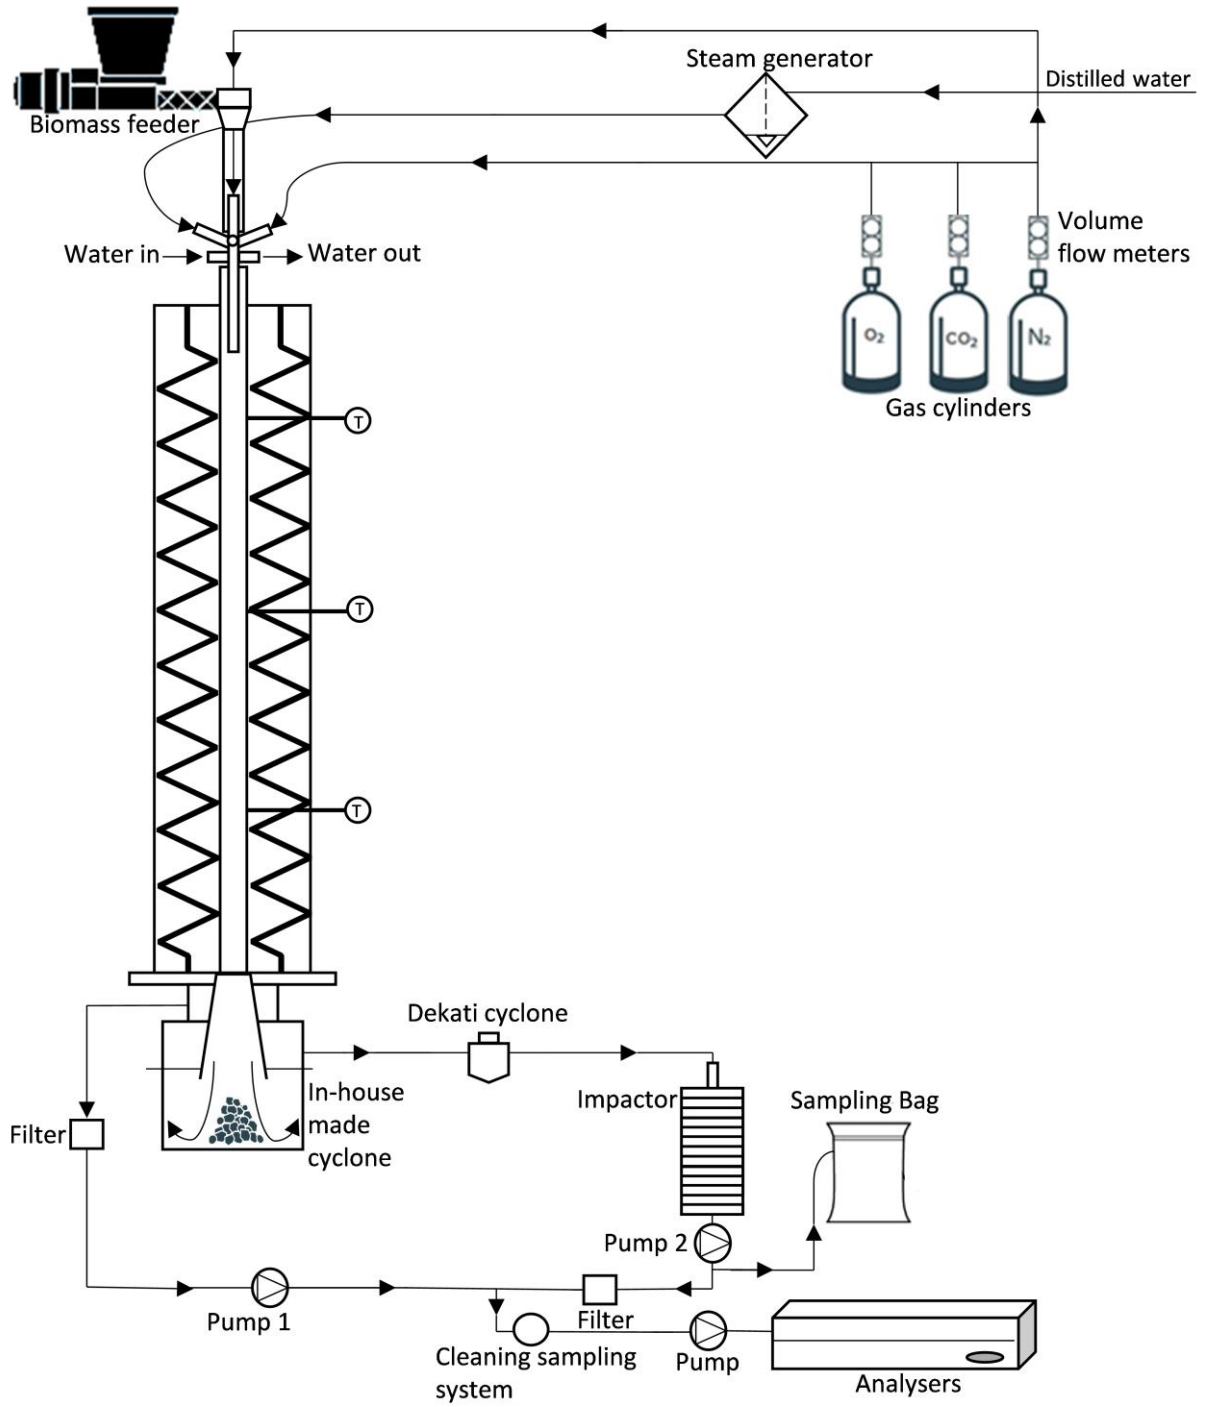 Steam generator
Distilled water
Biomass feeder
Water in
Water out
Volume
flow meters
O₂
CO₂
N₂
Gas cylinders
T
T
T
Dekati cyclone
In-house
made
cyclone
Impactor
Sampling Bag
Filter
Pump 2
Pump 1
Filter
Cleaning sampling
system
Pump
Analysers